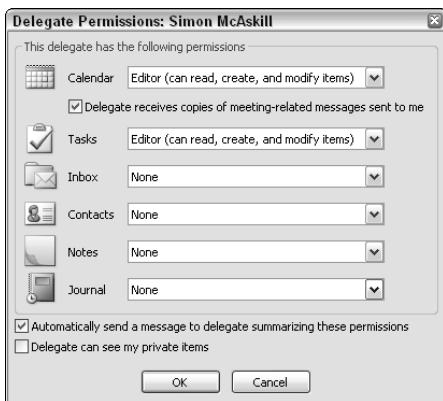 Delegate Permissions: Simon McAskill
This delegate has the following permissions
Calendar Editor (can read, create, and modify items)
Delegate receives copies of meeting-related messages sent to me
Tasks Editor (can read, create, and modify items)
Inbox None
Contacts None
Notes None
Journal None
Automatically send a message to delegate summarizing these permissions
Delegate can see my private items
OK Cancel